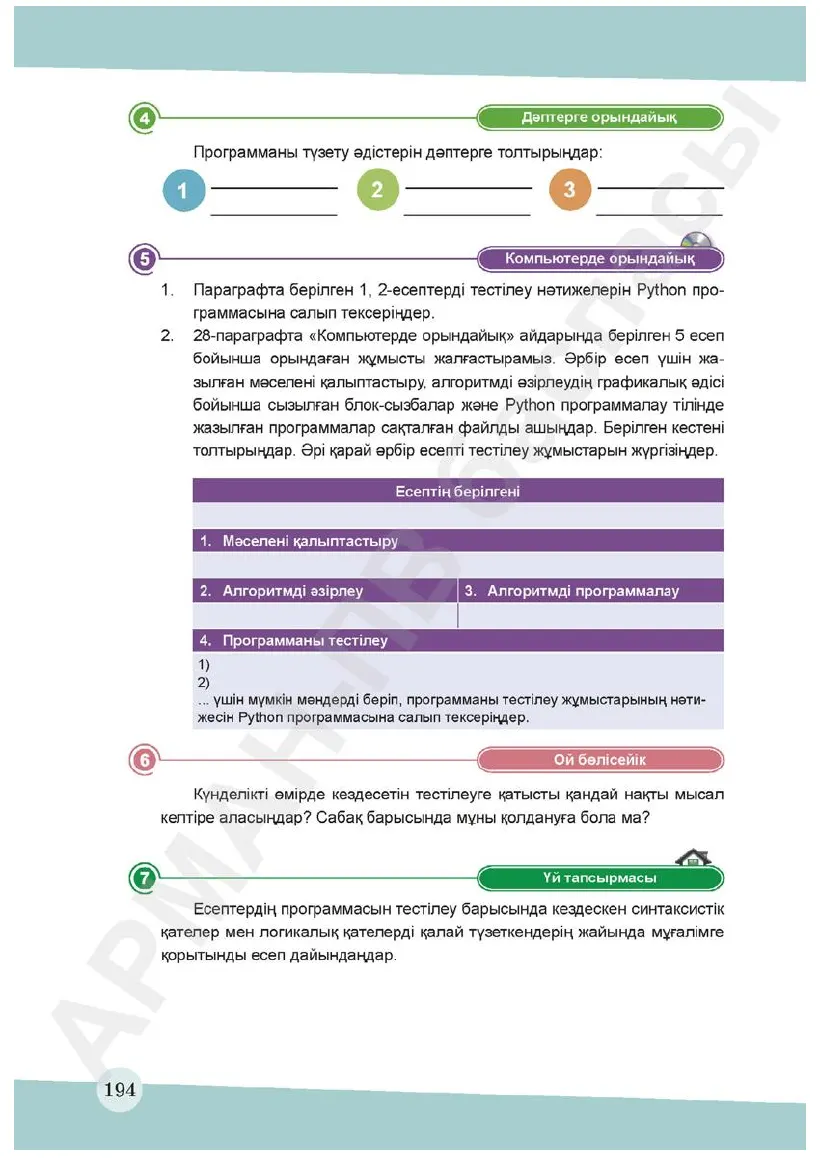 4 Дәптерге орындайық
Программаны түзету әдістерін дәптерге толтырыңдар:
1 2 3
5 Компьютерде орындайық
1. Параграфта берілген 1, 2-есептерді тестілеу нәтижелерін Python про-
граммасына салып тексеріңдер.
2. 28-параграфта «Компьютерде орындайық» айдарында берілген 5 есеп
бойынша орындаған жұмысты жалғастырамыз. Әрбір есеп үшін жа-
зылған мәселені қалыптастыру, алгоритмді әзірлеудің графикалық әдісі
бойынша сызылған блок-сызбалар және Python программалау тілінде
жазылған программалар сақталған файлды ашыңдар. Берілген кестені
толтырыңдар. Әрі қарай әрбір есепті тестілеу жұмыстарын жүргізіңдер.
Есептің берілгені
1. Мәселені қалыптастыру
2. Алгоритмді әзірлеу 3. Алгоритмді программалау
4. Программаны тестілеу
1)
2)
... үшін мүмкін мәндерді беріп, программаны тестілеу жұмыстарының нәти-
жесін Python программасына салып тексеріңдер.
6 Ой бөлісейік
Күнделікті өмірде кездесетін тестілеуге қатысты қандай нақты мысал
келтіре аласыңдар? Сабақ барысында мұны қолдануға бола ма?
7 Үй тапсырмасы
Есептердің программасын тестілеу барысында кездескен синтаксистік
қателер мен логикалық қателерді қалай түзеткендерің жайында мұғалімге
қорытынды есеп дайындаңдар.
194
АРМАН-ПВ баспасы